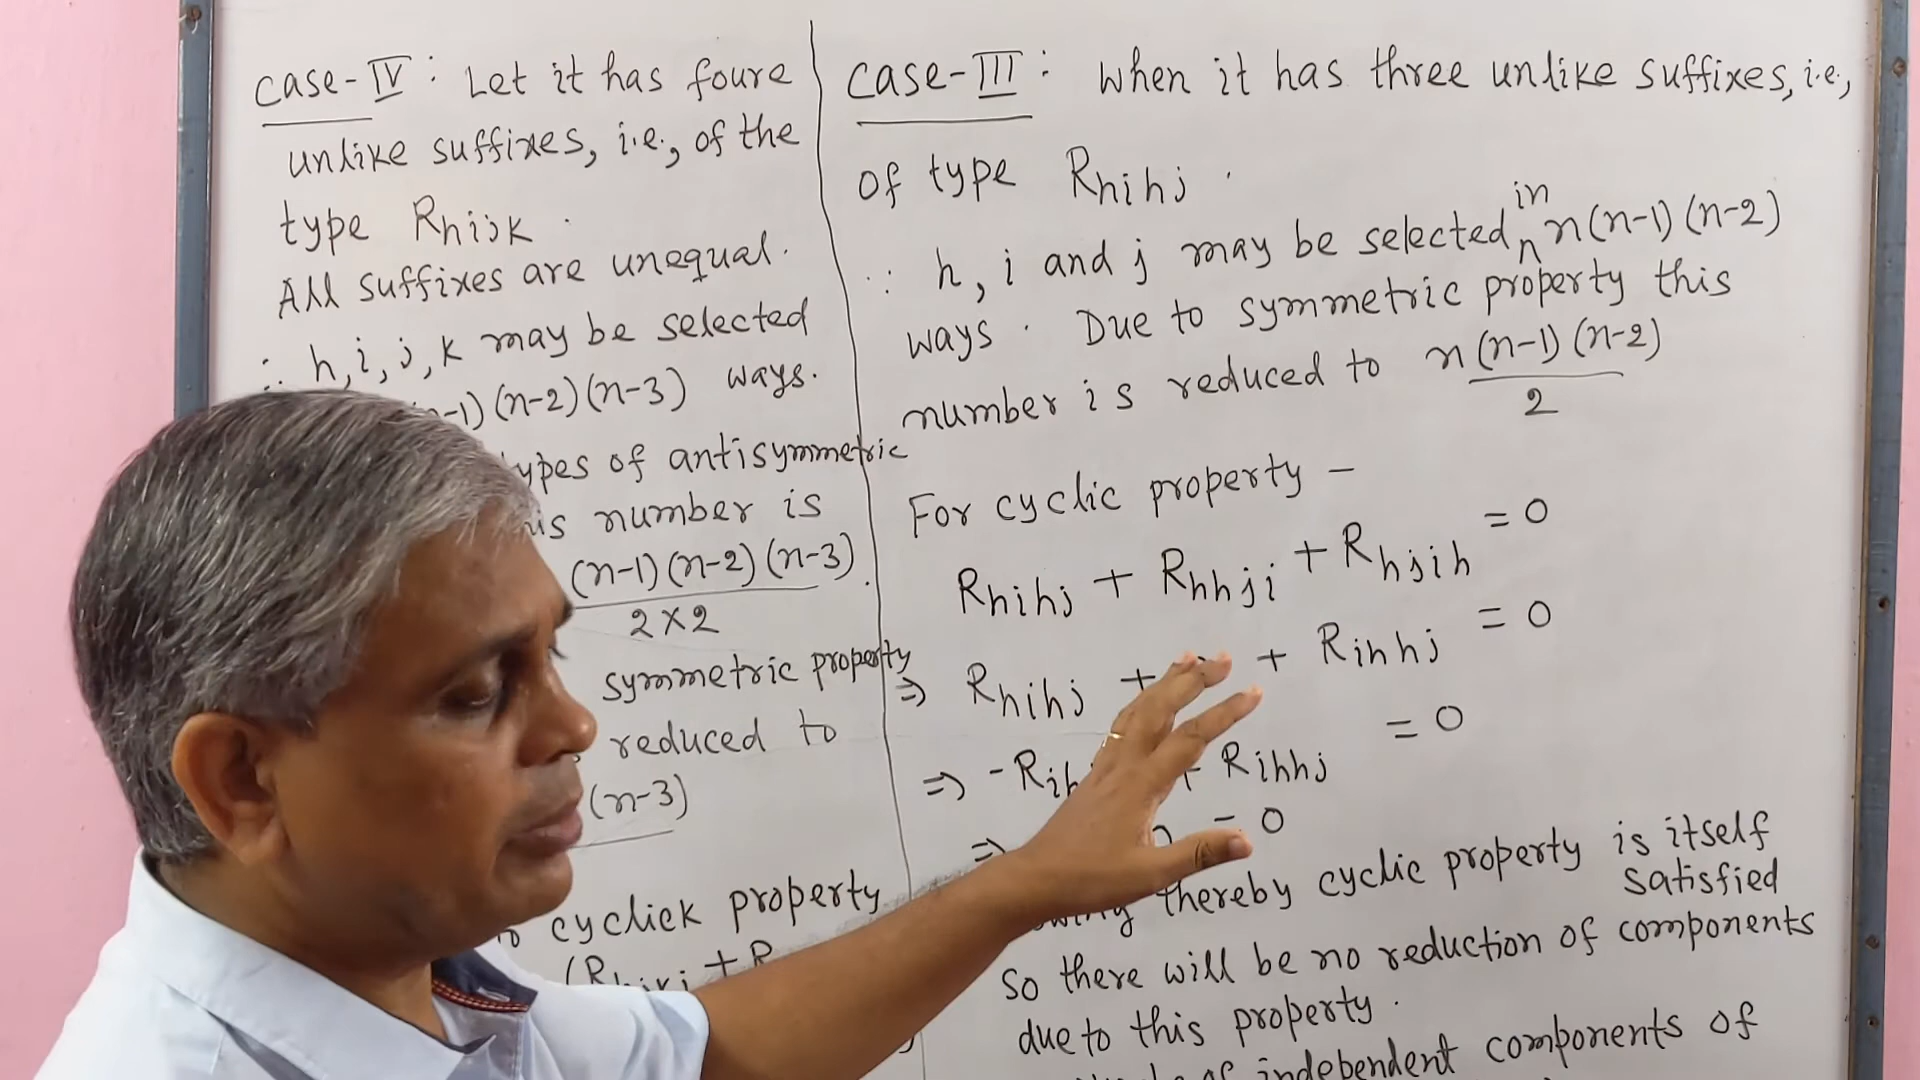 case-IV : Let it has foure
unlike suffixes, i.e., of the
type Rhijk .
All suffixes are unequal.
∴ h, i, j, k may be selected
-1) (n-2) (n-3) ways.
ypes of antisymmetric
number is
(n-1) (n-2) (n-3) .
2×2
symmetric property
reduced to
(n-3)
cyclick property
case-III : when it has three unlike suffixes, i.e.,
of type Rhihj .
∴ h, i and j may be selected in n n(n-1) (n-2)
ways . Due to symmetric property this
number is reduced to n(n-1) (n-2)
2
For cyclic property –
Rhihj + Rhhji + Rhjih = 0
⇒ Rhihj + + Rihhj = 0
⇒ - + Rihhj = 0
⇒ = 0
thereby cyclic property is itself
satisfied
so there will be no reduction of components
due to this property .
independent components of